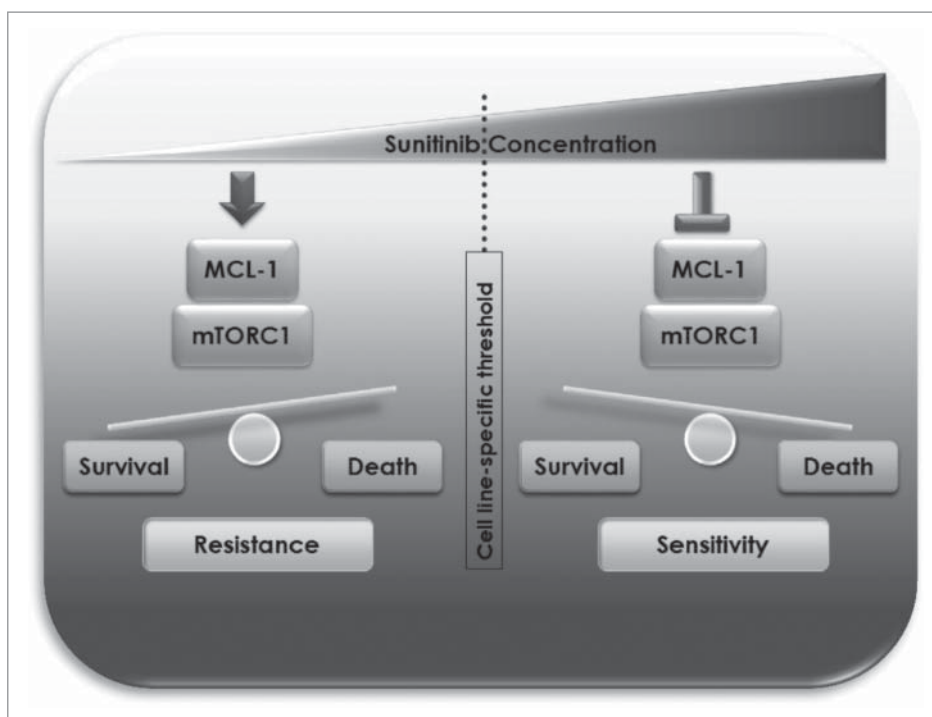 Sunitinib Concentration
MCL-1
mTORC1
Survival
Death
Resistance
Cell line-specific threshold
MCL-1
mTORC1
Survival
Death
Sensitivity